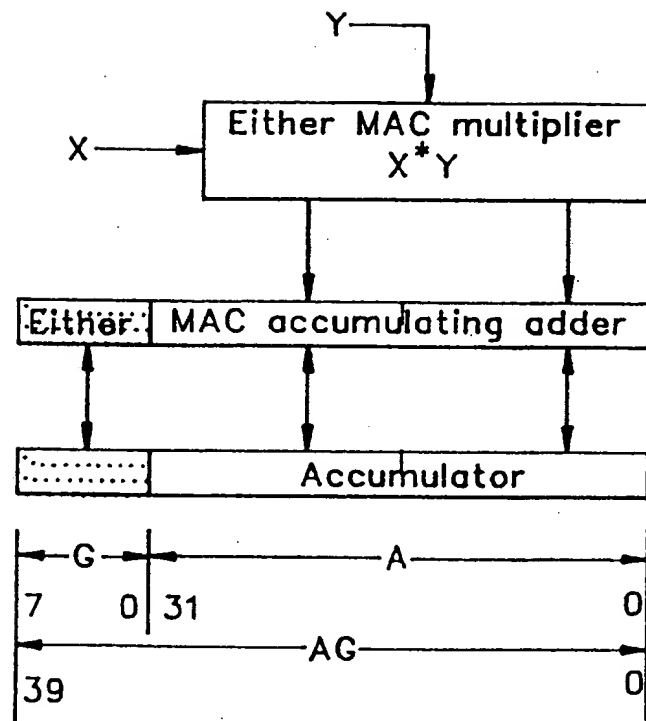 Y
Either MAC multiplier
X
X*Y
Either MAC accumulating adder
Accumulator
G A
7 0 31 0
AG
39 0